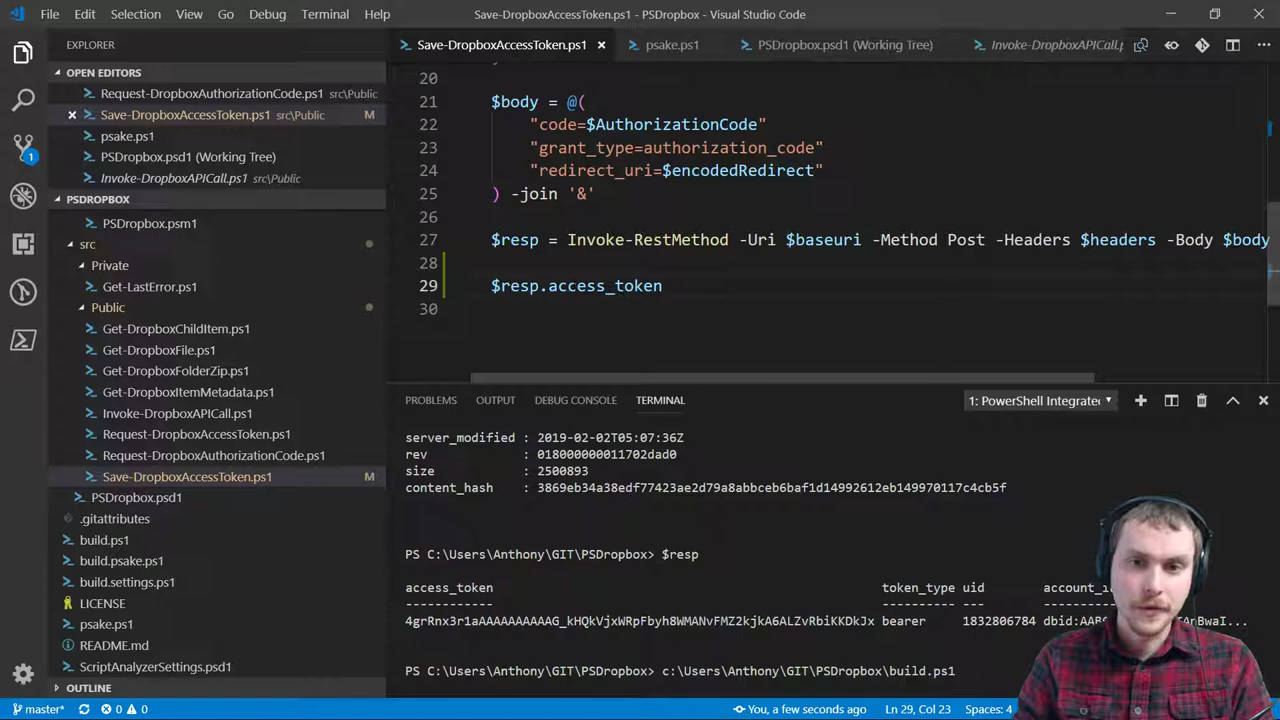 File Edit Selection View Go Debug Terminal Help
Save-DropboxAccessToken.ps1 - PSDropbox - Visual Studio Code
EXPLORER
OPEN EDITORS
Request-DropboxAuthorizationCode.ps1 src\Public
Save-DropboxAccessToken.ps1 src\Public M
psake.ps1
PSDropbox.psd1 (Working Tree)
Invoke-DropboxAPICall.ps1 src\Public
PSDROPBOX
PSDropbox.psm1
src
Private
Get-LastError.ps1
Public
Get-DropboxChildItem.ps1
Get-DropboxFile.ps1
Get-DropboxFolderZip.ps1
Get-DropboxItemMetadata.ps1
Invoke-DropboxAPICall.ps1
Request-DropboxAccessToken.ps1
Request-DropboxAuthorizationCode.ps1
Save-DropboxAccessToken.ps1 M
PSDropbox.psd1
.gitattributes
build.ps1
build.psake.ps1
build.settings.ps1
LICENSE
psake.ps1
README.md
ScriptAnalyzerSettings.psd1
OUTLINE
Save-DropboxAccessToken.ps1 psake.ps1 PSDropbox.psd1 (Working Tree) Invoke-DropboxAPICall.p
20
21 $body = @(
22 "code=$AuthorizationCode"
23 "grant_type=authorization_code"
24 "redirect_uri=$encodedRedirect"
25 ) -join '&'
26
27 $resp = Invoke-RestMethod -Uri $baseuri -Method Post -Headers $headers -Body $body
28
29 $resp.access_token
30
PROBLEMS OUTPUT DEBUG CONSOLE TERMINAL 1: PowerShell Integrate
server_modified : 2019-02-02T05:07:36Z
rev : 018000000011702dad0
size : 2500893
content_hash : 3869eb34a38edf77423ae2d79a8abbceb6baf1d14992612eb149970117c4cb5f
PS C:\Users\Anthony\GIT\PSDropbox> $resp
access_token token_type uid account_i
------------ ---------- ---
4grRnx3r1aAAAAAAAAAAG_kHQkVjxWRpFbyh8WMANvFMZ2kjkA6ALZvRbiKKDkJx bearer 1832806784 dbid:AAR
PS C:\Users\Anthony\GIT\PSDropbox> c:\Users\Anthony\GIT\PSDropbox\build.ps1
master* 0 0 You, a few seconds ago Ln 29, Col 23 Spaces: 4